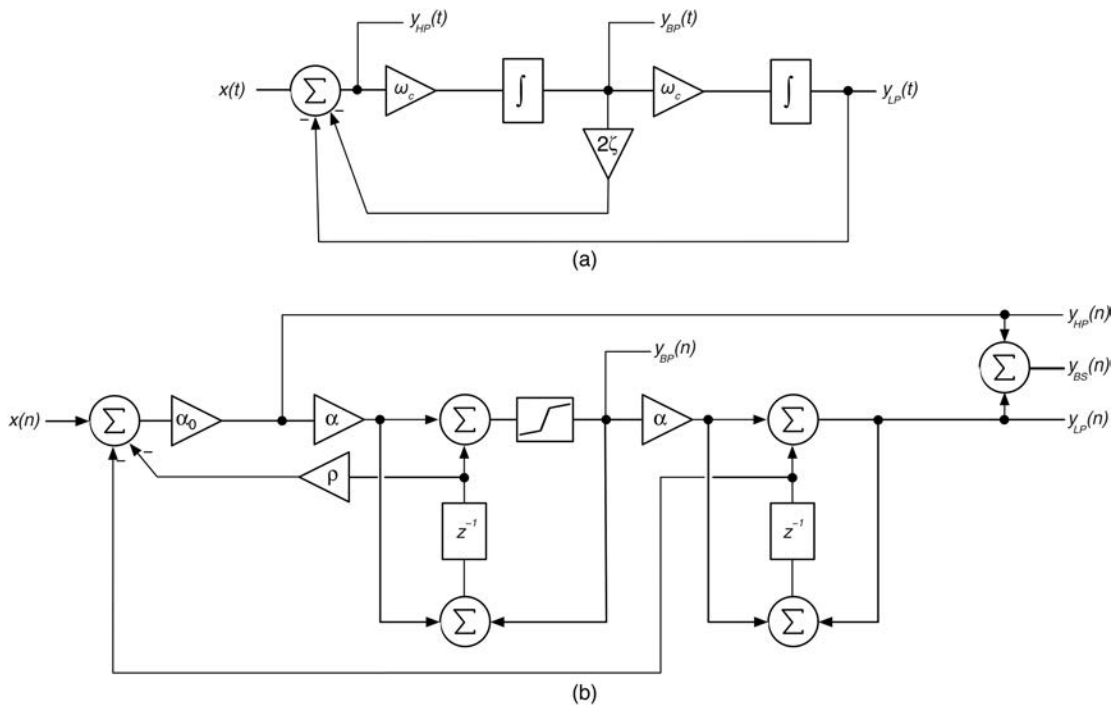 y_HP(t)
y_BP(t)
x(t)
Σ
ω_c
∫
ω_c
∫
y_LP(t)
−
−
2ζ
(a)
y_HP(n)
y_BP(n)
Σ
y_BS(n)
x(n)
Σ
α_0
α
Σ
α
Σ
y_LP(n)
−
−
ρ
z⁻¹
z⁻¹
Σ
Σ
(b)